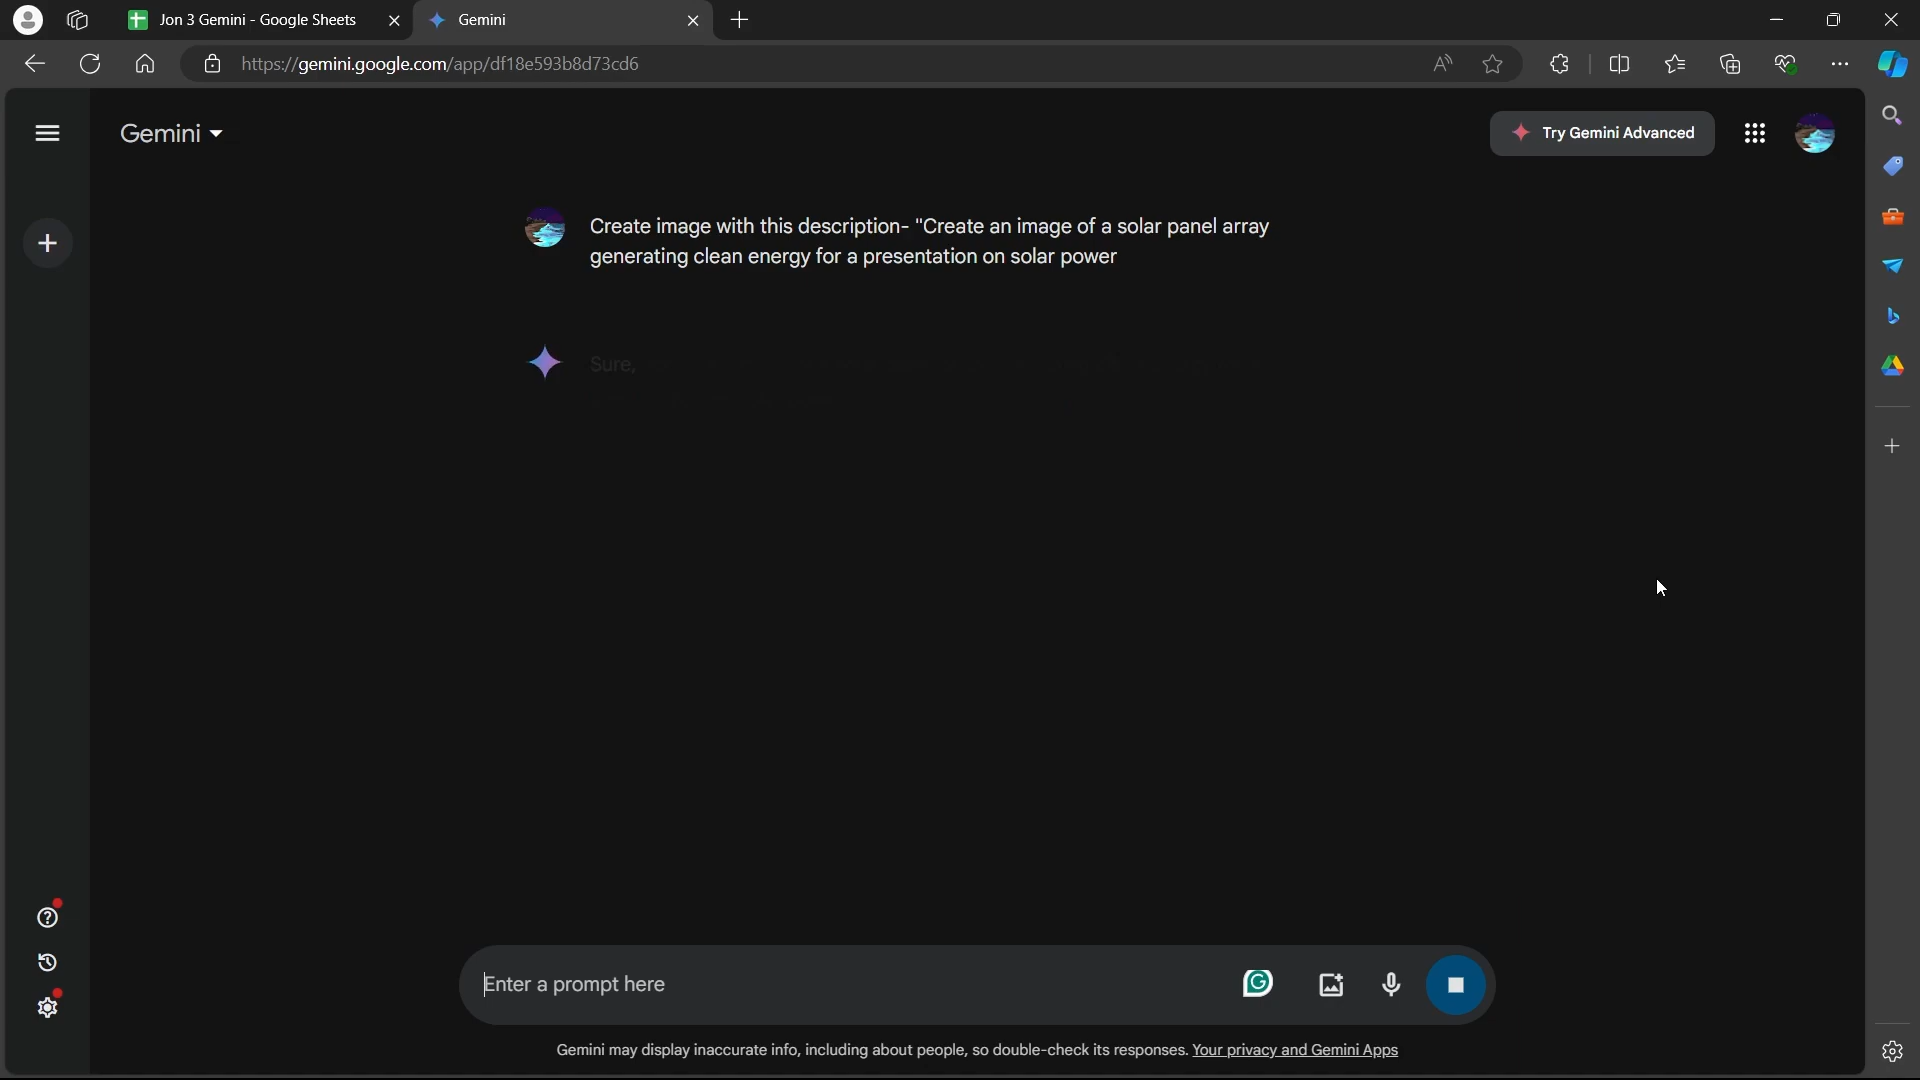 Jon 3 Gemini - Google Sheets
Gemini
https://gemini.google.com/app/df18e593b8d73cd6
Gemini
Try Gemini Advanced
Create image with this description- "Create an image of a solar panel array
generating clean energy for a presentation on solar power
Sure,
Enter a prompt here
Gemini may display inaccurate info, including about people, so double-check its responses. Your privacy and Gemini Apps